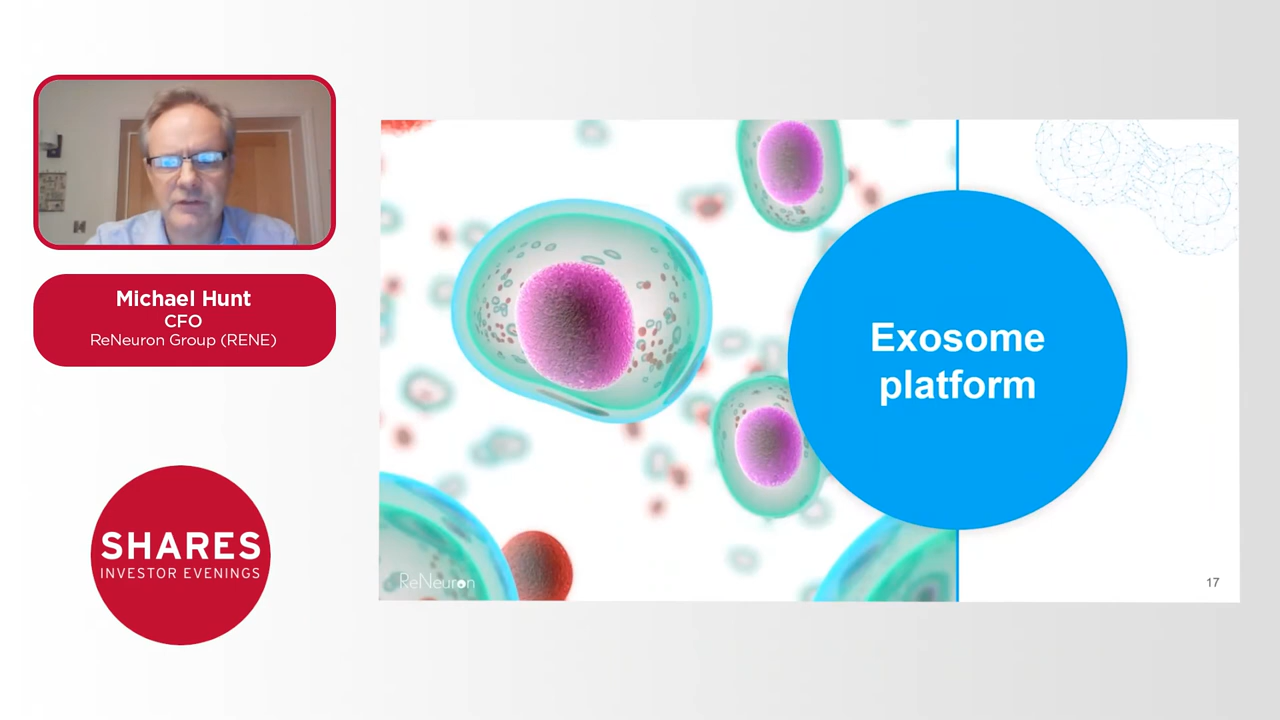 Michael Hunt
CFO
ReNeuron Group (RENE)
SHARES
INVESTOR EVENINGS
Exosome
platform
ReNeuron
17